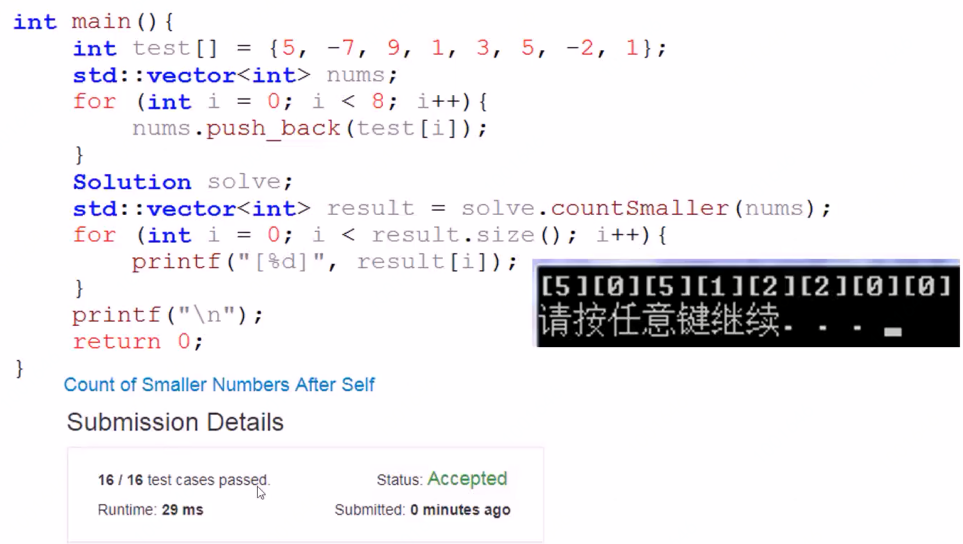 int main(){
int test[] = {5, -7, 9, 1, 3, 5, -2, 1};
std::vector<int> nums;
for (int i = 0; i < 8; i++){
nums.push_back(test[i]);
}
Solution solve;
std::vector<int> result = solve.countSmaller(nums);
for (int i = 0; i < result.size(); i++){
printf("[%d]", result[i]);
}
printf("\n");
return 0;
}
[5][0][5][1][2][2][0][0]
请按任意键继续. . .
Count of Smaller Numbers After Self
Submission Details
16 / 16 test cases passed.
Status: Accepted
Runtime: 29 ms
Submitted: 0 minutes ago